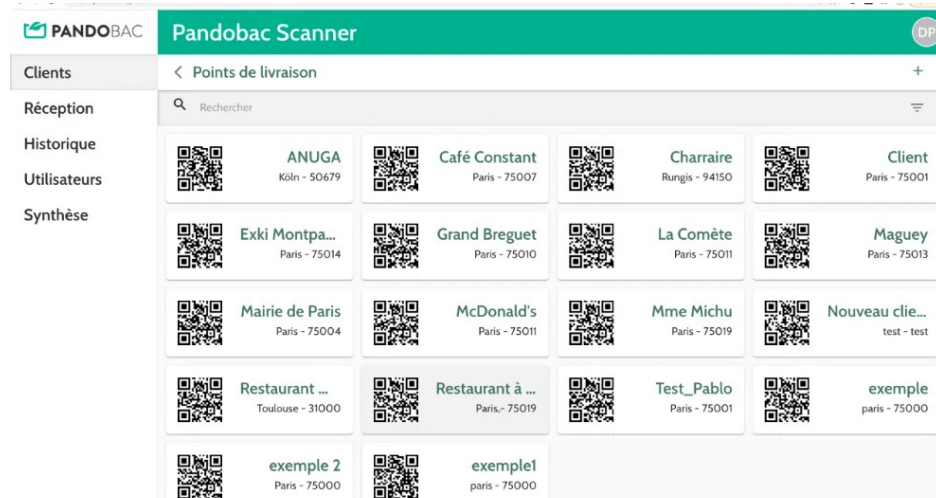 PANDOBAC
Pandobac Scanner
DP
Clients
Réception
Historique
Utilisateurs
Synthèse
Points de livraison
+
Rechercher
ANUGA
Köln - 50679
Café Constant
Paris - 75007
Charraire
Rungis - 94150
Client
Paris - 75001
Exki Montpa...
Paris - 75014
Grand Breguet
Paris - 75010
La Comète
Paris - 75011
Maguey
Paris - 75013
Mairie de Paris
Paris - 75004
McDonald's
Paris - 75011
Mme Michu
Paris - 75019
Nouveau clie...
test - test
Restaurant ...
Toulouse - 31000
Restaurant à ...
Paris,- 75019
Test_Pablo
Paris - 75001
exemple
paris - 75000
exemple 2
Paris - 75000
exemple1
paris - 75000